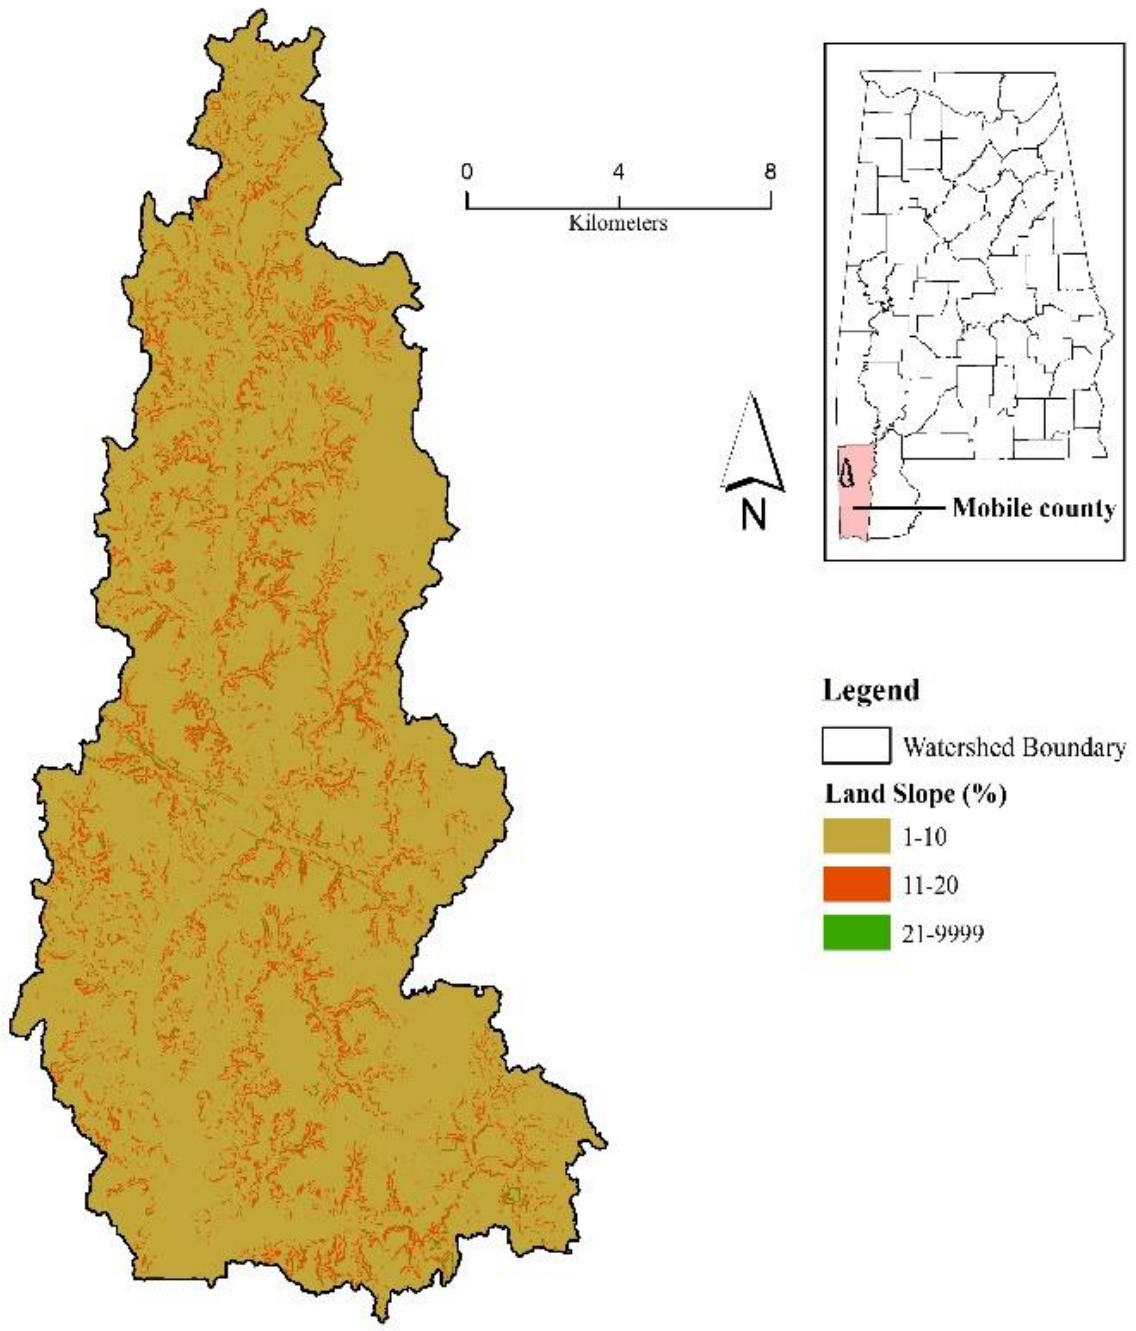 0 4 8
Kilometers
N
Mobile county
Legend
Watershed Boundary
Land Slope (%)
1-10
11-20
21-9999